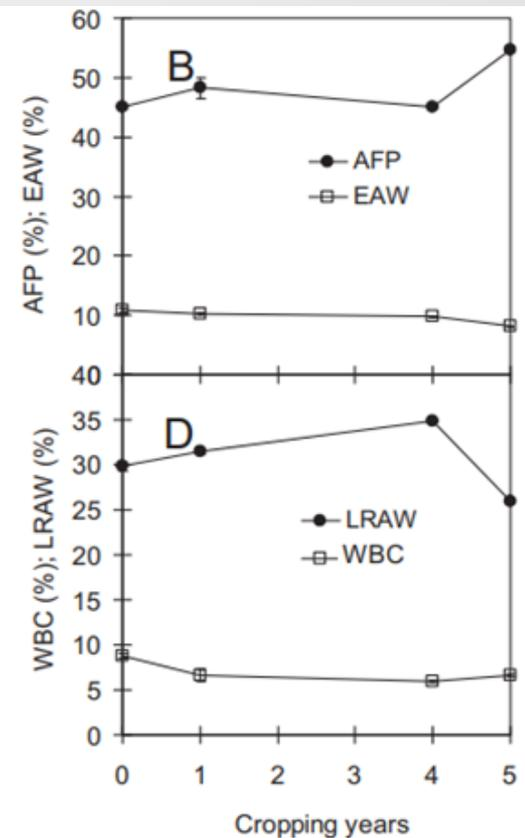 60
B
50
40
30
20
10
AFP (%); EAW (%)
AFP
EAW
40
35
D
30
25
20
15
10
5
0
WBC (%); LRAW (%)
LRAW
WBC
0 1 2 3 4 5
Cropping years